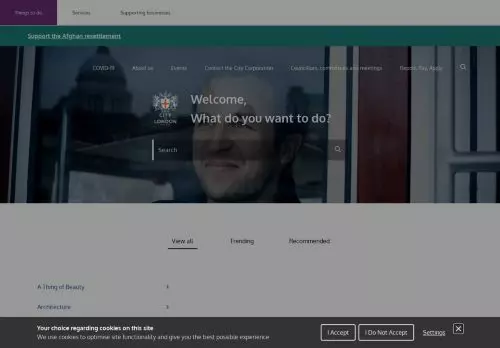 Things to do
Services
Supporting businesses
Support the Afghan resettlement
COVID-19
About us
Events
Contact the City Corporation
Councillors, committees and meetings
Report, Pay, Apply
Welcome,
What do you want to do?
CITY
LONDON
Search
View all
Trending
Recommended
A Thing of Beauty
Architecture
Your choice regarding cookies on this site
We use cookies to optimise site functionality and give you the best possible experience
I Accept
I Do Not Accept
Settings